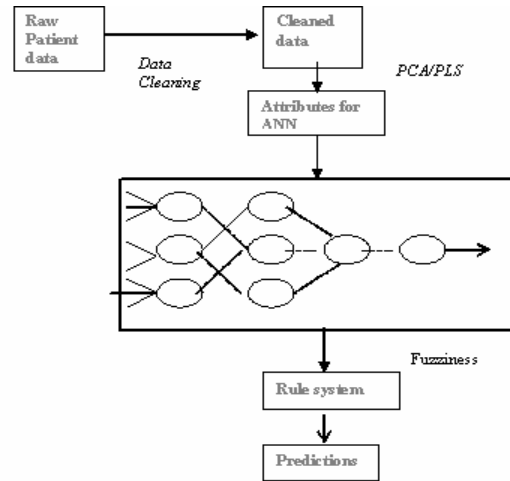 Raw
Patient
data
Cleaned
data
Data
Cleaning
PCA/PLS
Attributes for
ANN
Fuzziness
Rule system
Predictions